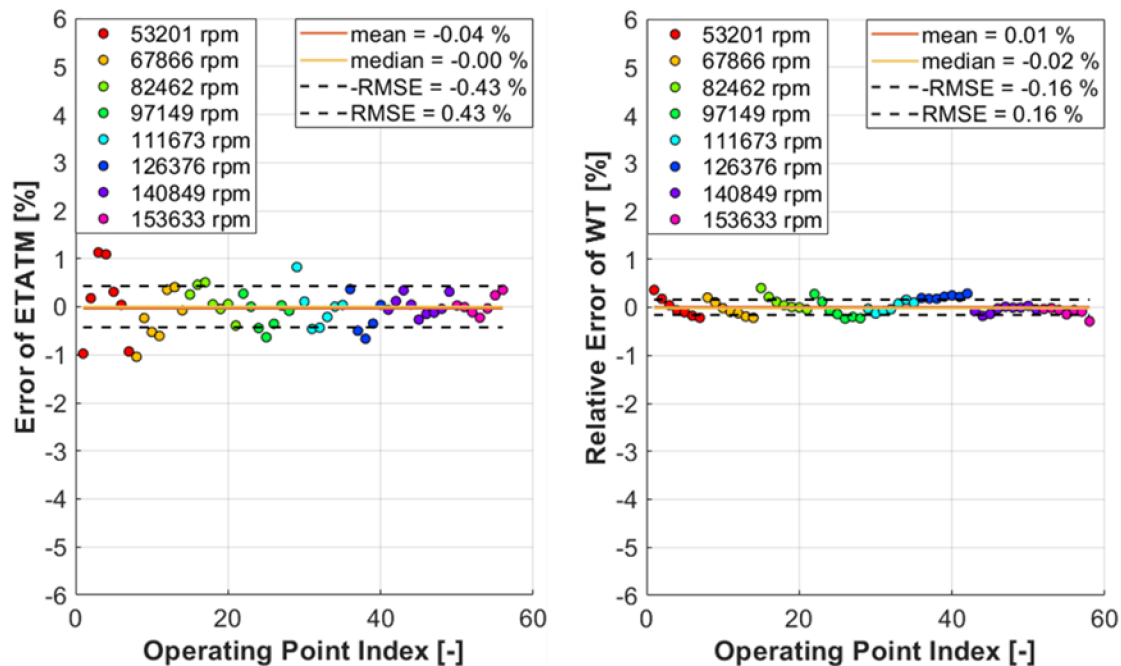 Error of ETATM [%]
6
5
4
3
2
1
0
-1
-2
-3
-4
-5
-6
53201 rpm
67866 rpm
82462 rpm
97149 rpm
111673 rpm
126376 rpm
140849 rpm
153633 rpm
mean = -0.04 %
median = -0.00 %
-RMSE = -0.43 %
RMSE = 0.43 %
0
20
40
60
Operating Point Index [-]
Relative Error of WT [%]
6
5
4
3
2
1
0
-1
-2
-3
-4
-5
-6
53201 rpm
67866 rpm
82462 rpm
97149 rpm
111673 rpm
126376 rpm
140849 rpm
153633 rpm
mean = 0.01 %
median = -0.02 %
-RMSE = -0.16 %
RMSE = 0.16 %
0
20
40
60
Operating Point Index [-]